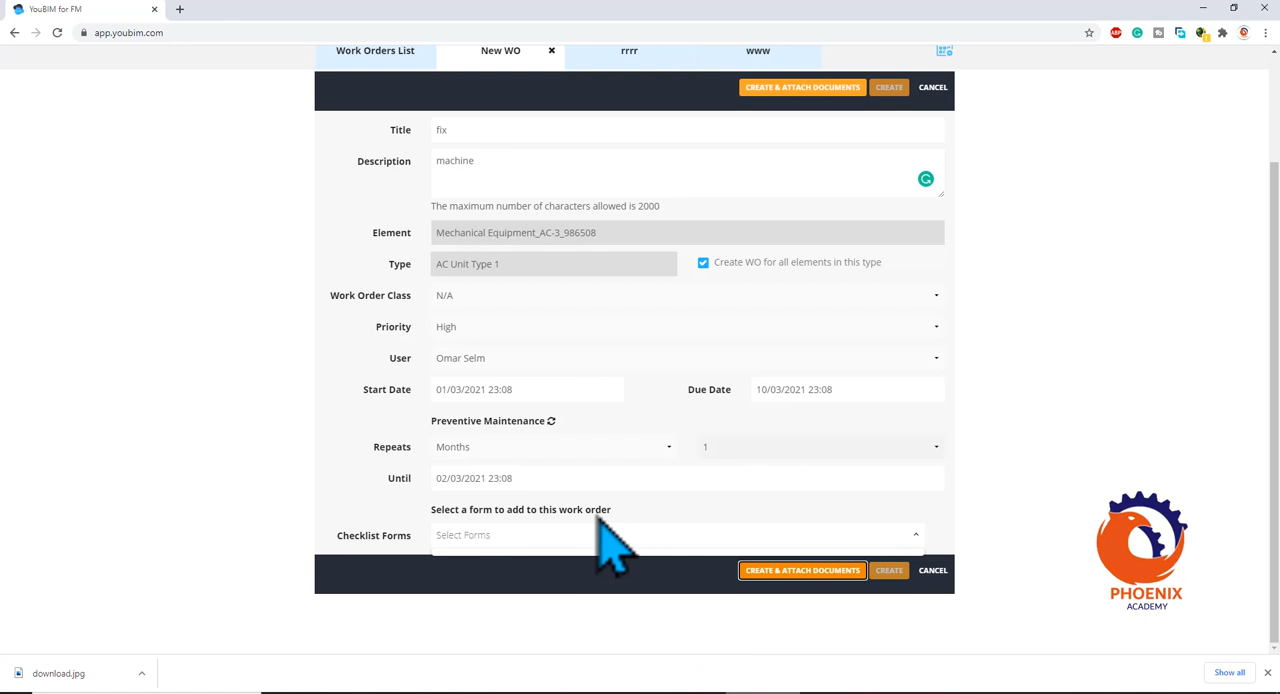 YouBIM for FM
app.youbim.com
Work Orders List
New WO
rrrr
www
CREATE & ATTACH DOCUMENTS
CREATE
CANCEL
Title
fix
Description
machine
The maximum number of characters allowed is 2000
Element
Mechanical Equipment_AC-3_986508
Type
AC Unit Type 1
Create WO for all elements in this type
Work Order Class
N/A
Priority
High
User
Omar Selm
Start Date
01/03/2021 23:08
Due Date
10/03/2021 23:08
Preventive Maintenance
Repeats
Months
1
Until
02/03/2021 23:08
Select a form to add to this work order
Checklist Forms
Select Forms
CREATE & ATTACH DOCUMENTS
CREATE
CANCEL
PHOENIX
ACADEMY
download.jpg
Show all